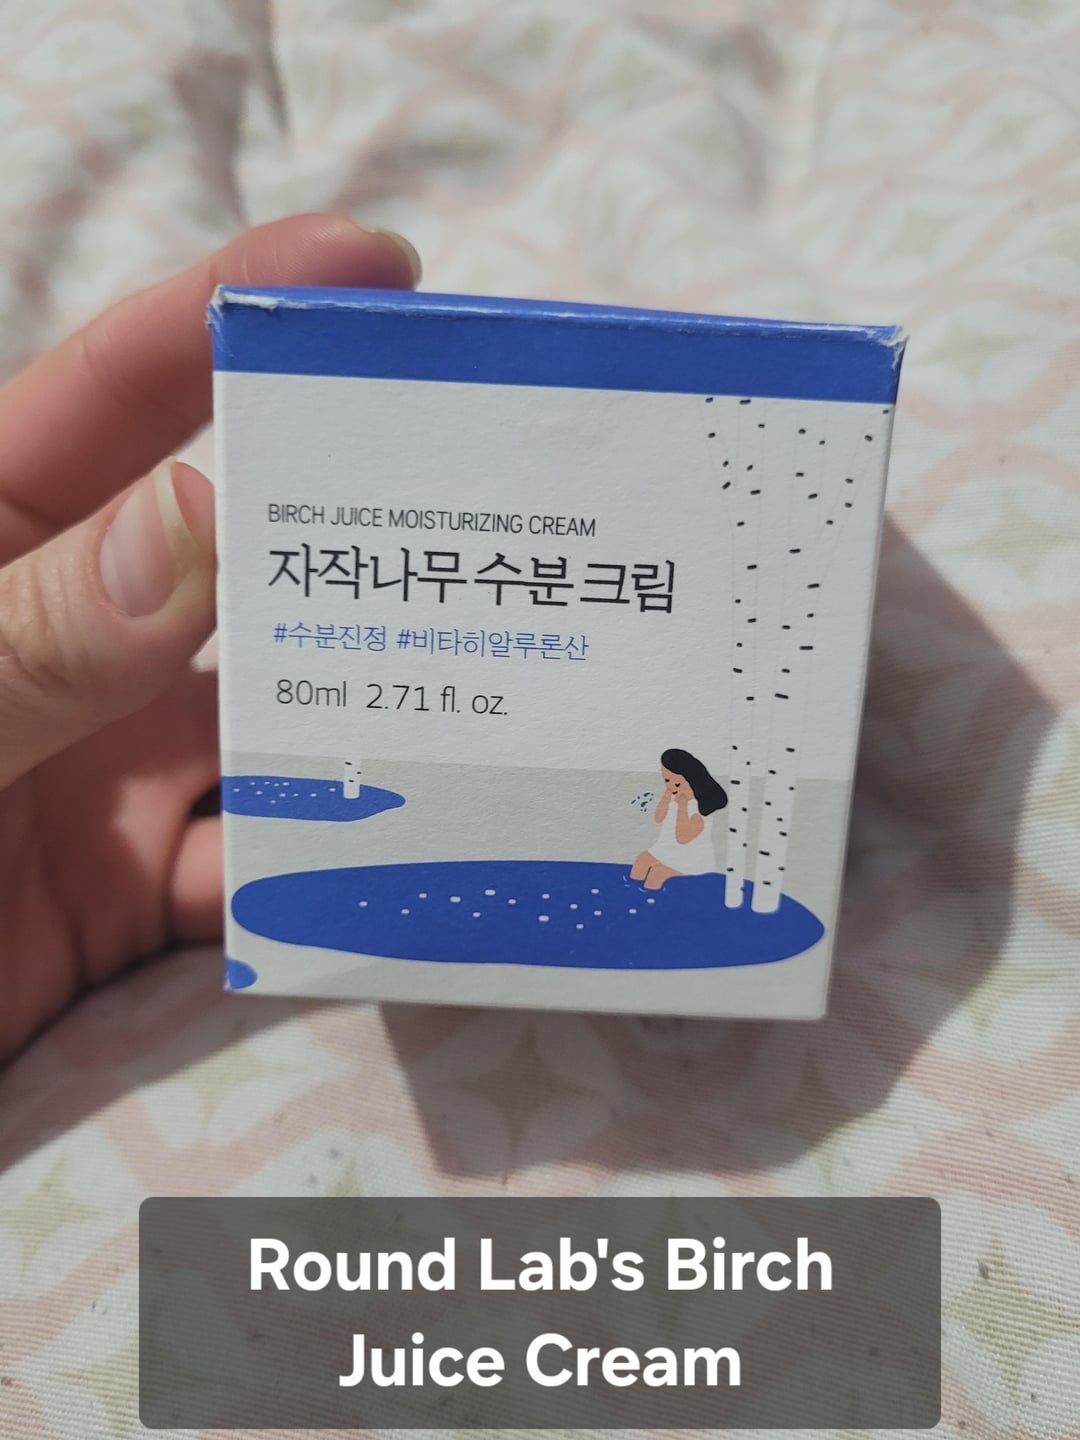 BIRCH JUICE MOISTURIZING CREAM
자작나무 수분 크림
#수분진정 #비타히알루론산
80ml 2.71 fl. oz.
Round Lab's Birch
Juice Cream